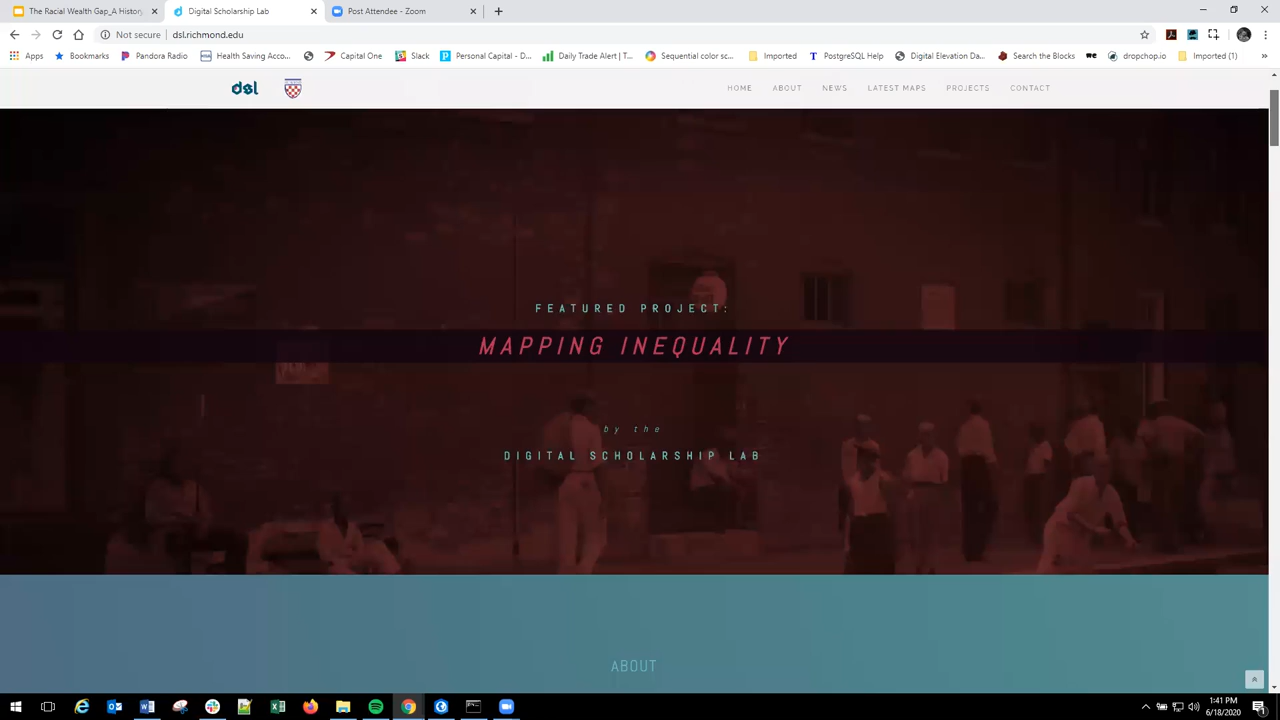 The Racial Wealth Gap_A History
Digital Scholarship Lab
Post Attendee - Zoom
Not secure
dsl.richmond.edu
Apps
Bookmarks
Pandora Radio
Health Saving Acco...
Capital One
Slack
Personal Capital - D...
Daily Trade Alert | T...
Sequential color sc...
Imported
PostgreSQL Help
Digital Elevation Da...
Search the Blocks
we
dropchop.io
Imported (1)
dsl
HOME
ABOUT
NEWS
LATEST MAPS
PROJECTS
CONTACT
FEATURED PROJECT:
MAPPING INEQUALITY
by the
DIGITAL SCHOLARSHIP LAB
ABOUT
1:41 PM
6/18/2020